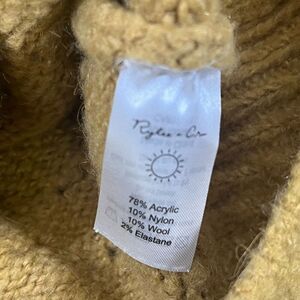 Rylee + Cru
78% Acrylic
10% Nylon
10% Wool
2% Elastane